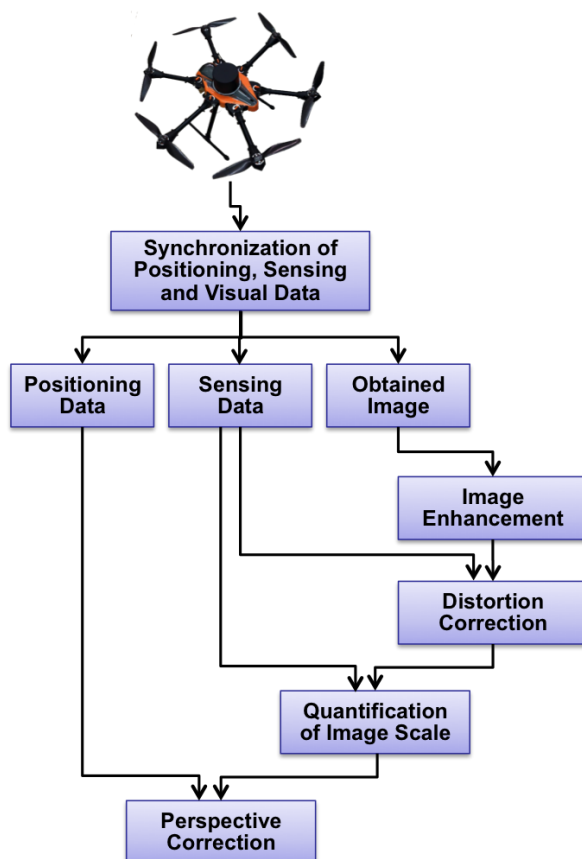 Synchronization of
Positioning, Sensing
and Visual Data
Positioning
Data
Sensing
Data
Obtained
Image
Image
Enhancement
Distortion
Correction
Quantification
of Image Scale
Perspective
Correction